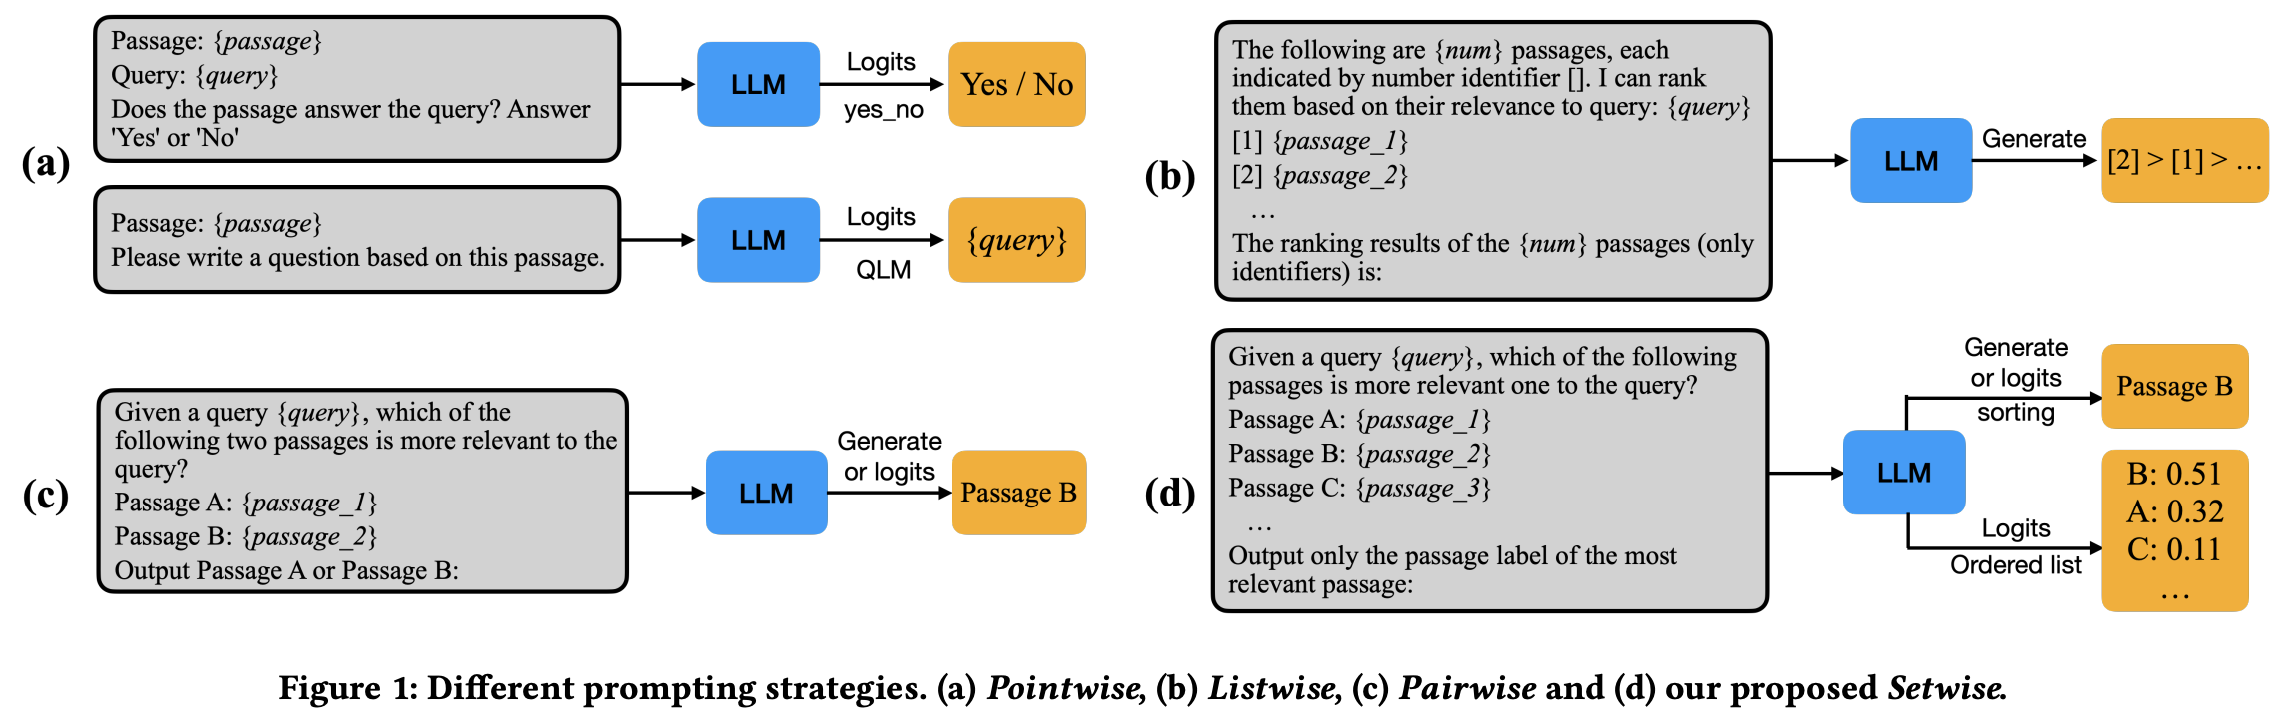 (a)
Passage: {passage}
Query: {query}
Does the passage answer the query? Answer
'Yes' or 'No'
LLM
Logits
yes_no
Yes / No
Passage: {passage}
Please write a question based on this passage.
LLM
Logits
QLM
{query}
(b)
The following are {num} passages, each
indicated by number identifier []. I can rank
them based on their relevance to query: {query}
[1] {passage_1}
[2] {passage_2}
…
The ranking results of the {num} passages (only
identifiers) is:
LLM
Generate
[2] > [1] > …
(c)
Given a query {query}, which of the
following two passages is more relevant to the
query?
Passage A: {passage_1}
Passage B: {passage_2}
Output Passage A or Passage B:
LLM
Generate
or logits
Passage B
(d)
Given a query {query}, which of the following
passages is more relevant one to the query?
Passage A: {passage_1}
Passage B: {passage_2}
Passage C: {passage_3}
…
Output only the passage label of the most
relevant passage:
LLM
Generate
or logits
sorting
Passage B
Logits
Ordered list
B: 0.51
A: 0.32
C: 0.11
…
Figure 1: Different prompting strategies. (a) Pointwise, (b) Listwise, (c) Pairwise and (d) our proposed Setwise.